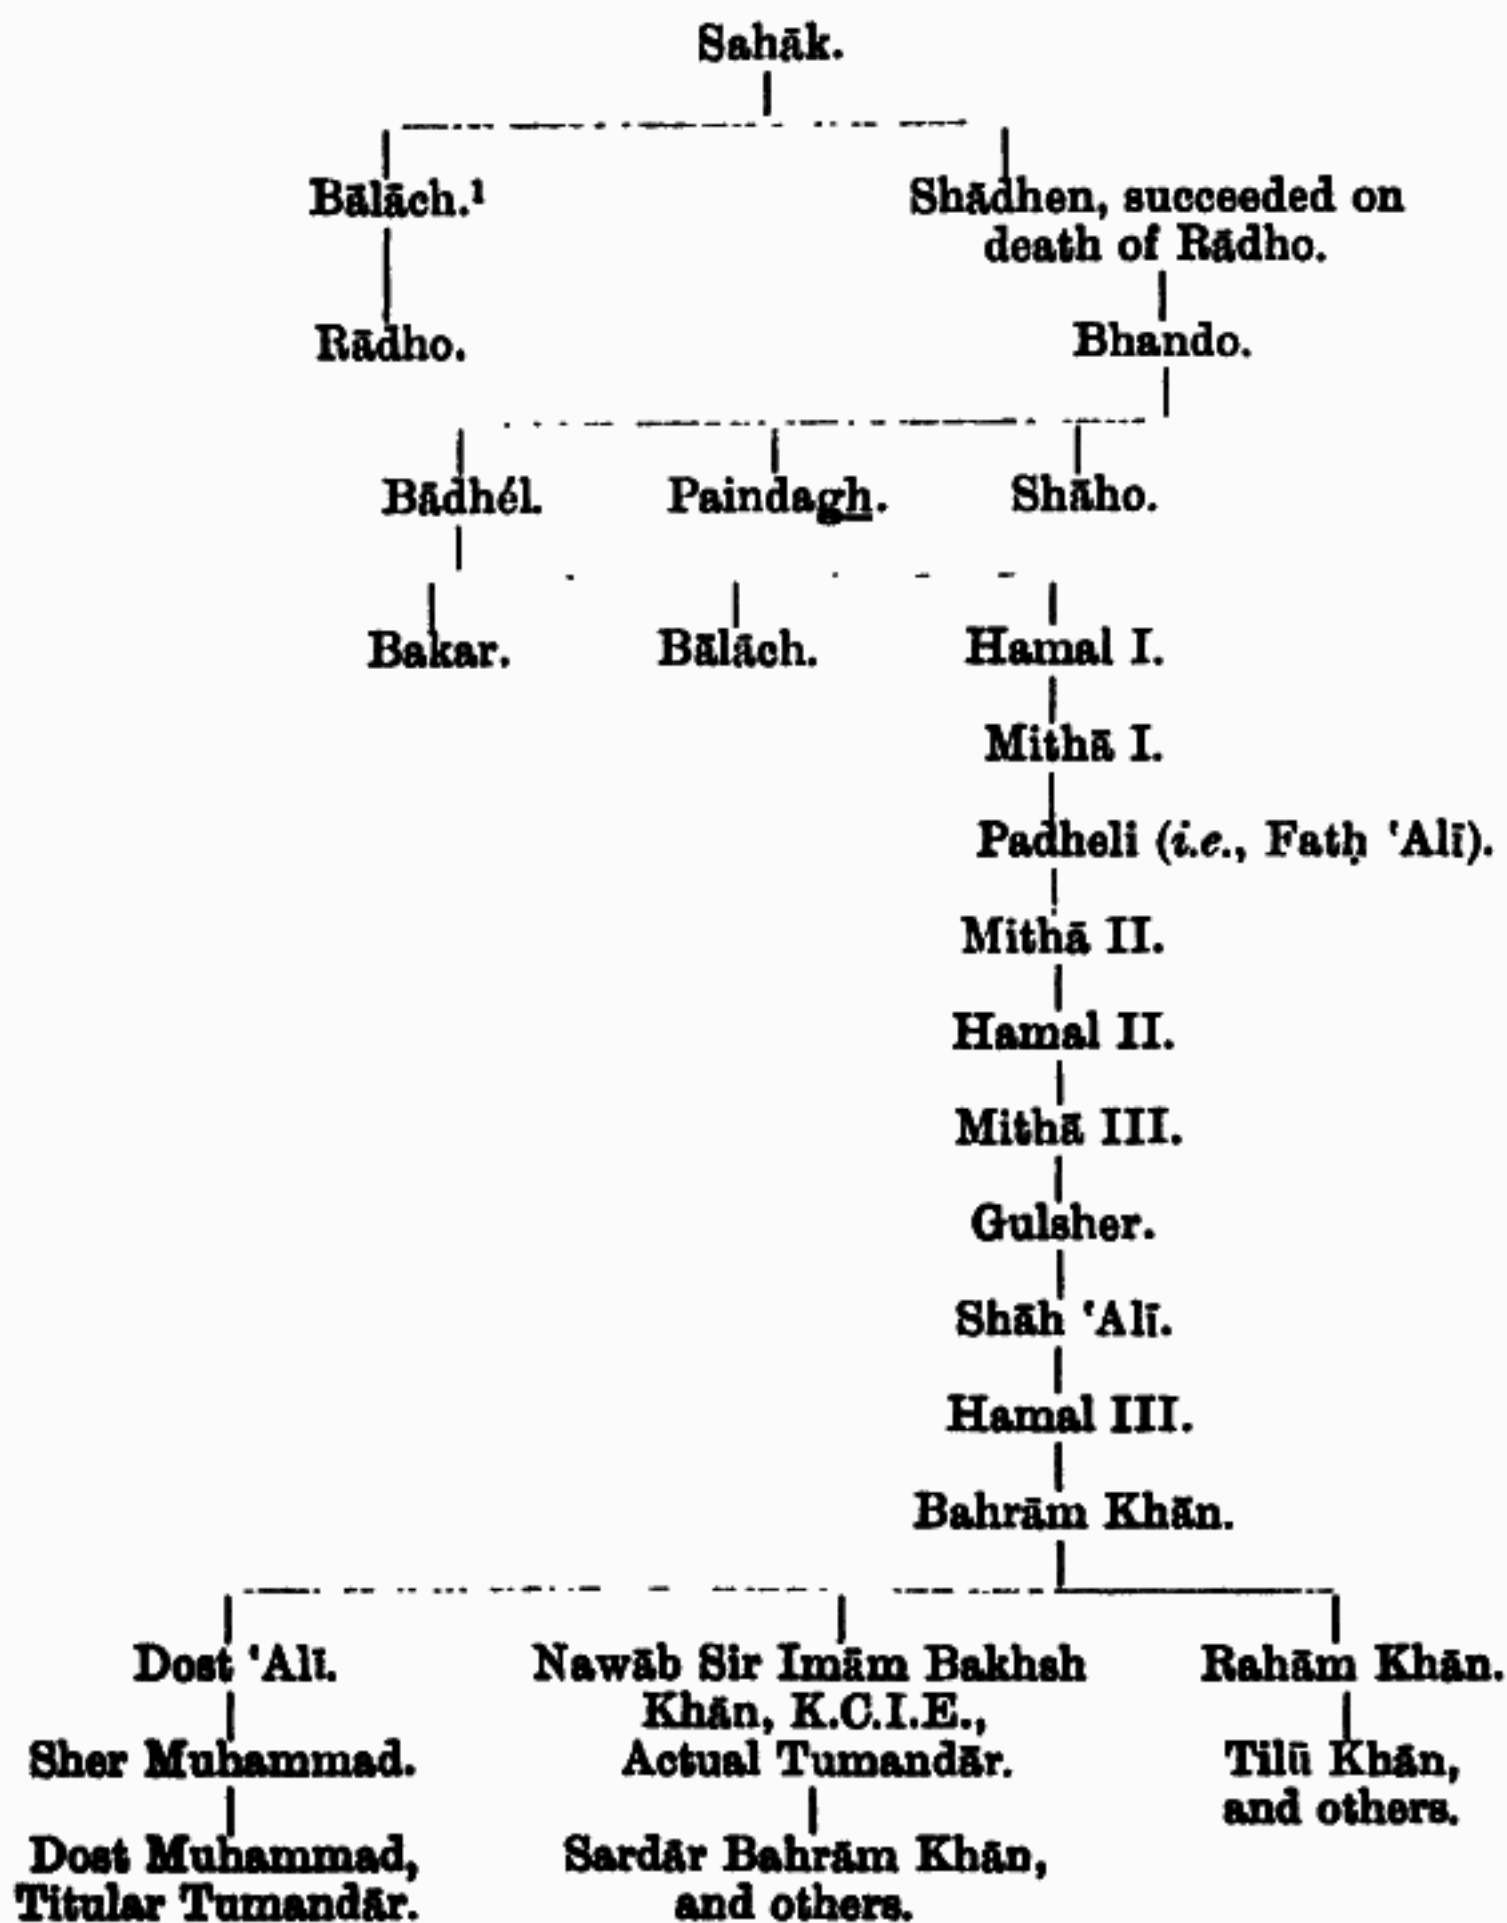 Sahāk.
Bālāch.¹
Shādhen, succeeded on
death of Rādho.
Rādho.
Bhando.
Bādhél.
Paindagh.
Shāho.
Bakar.
Bālāch.
Hamal I.
Mithā I.
Padheli (i.e., Fatḥ ‘Alī).
Mithā II.
Hamal II.
Mithā III.
Gulsher.
Shāh ‘Alī.
Hamal III.
Bahrām Khān.
Dost ‘Alī.
Nawāb Sir Imām Bakhsh
Khān, K.C.I.E.,
Actual Tumandār.
Rahām Khān.
Sher Muhammad.
Tilū Khān,
and others.
Dost Muhammad,
Titular Tumandār.
Sardār Bahrām Khān,
and others.